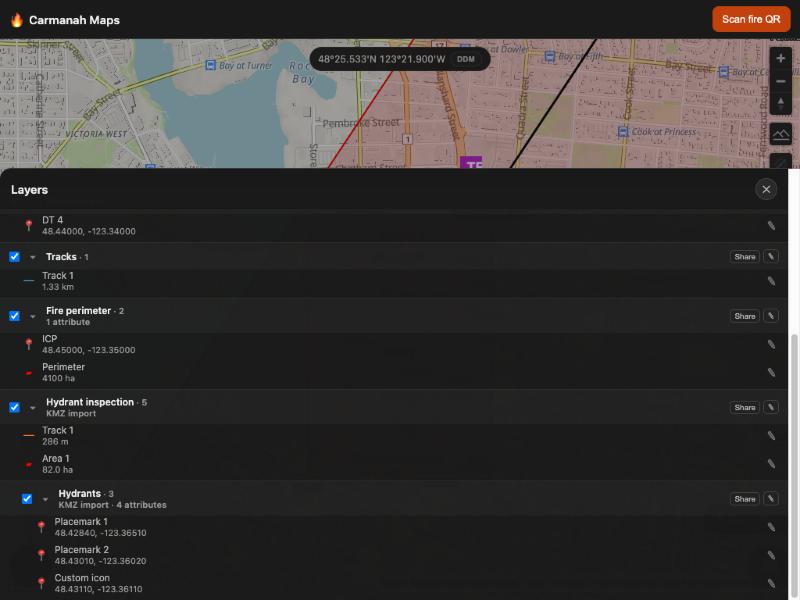 Carmanah Maps
Scan fire QR
48°25.533'N 123°21.900'W DDM
Bay at Turner
Bay at Fifth
Bay Street
Bay Street
Cook at Princess
VICTORIA-WEST
Pembroke Street
Quadra Street
Cook Street
17
1
Layers
DT 4
48.44000, -123.34000
Tracks · 1
Share
Track 1
1.33 km
Fire perimeter · 2
Share
1 attribute
ICP
48.45000, -123.35000
Perimeter
4100 ha
Hydrant inspection · 5
Share
KMZ import
Track 1
286 m
Area 1
82.0 ha
Hydrants · 3
Share
KMZ import · 4 attributes
Placemark 1
48.42840, -123.36510
Placemark 2
48.43010, -123.36020
Custom icon
48.43110, -123.36110